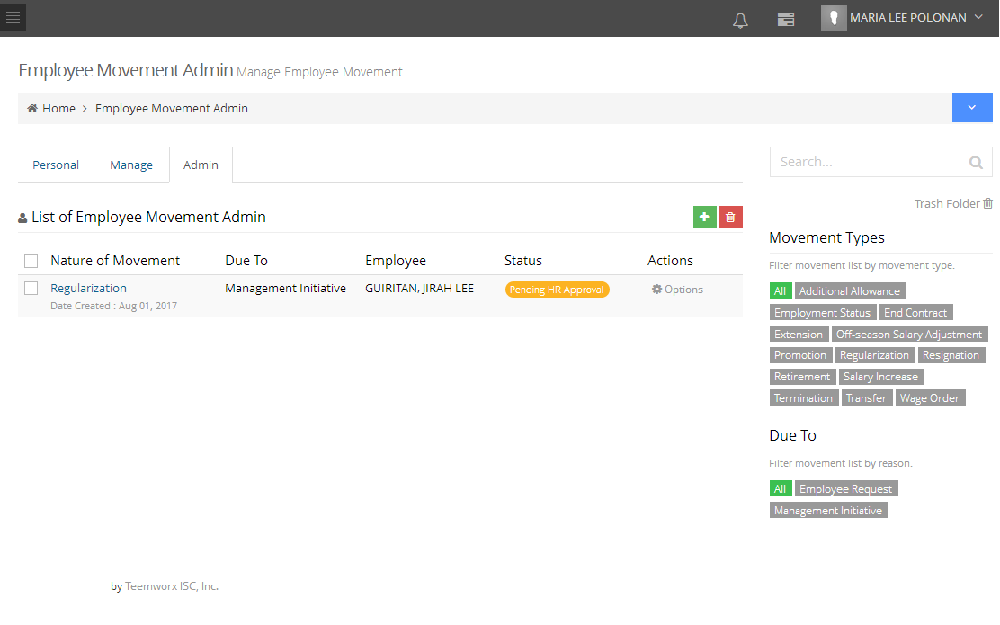 MARIA LEE POLONAN
Employee Movement Admin Manage Employee Movement
Home > Employee Movement Admin
Personal Manage Admin
Search...
Trash Folder
List of Employee Movement Admin
Nature of Movement Due To Employee Status Actions
Regularization Management Initiative GUIRITAN, JIRAH LEE Pending HR Approval Options
Date Created : Aug 01, 2017
Movement Types
Filter movement list by movement type.
All Additional Allowance
Employment Status End Contract
Extension Off-season Salary Adjustment
Promotion Regularization Resignation
Retirement Salary Increase
Termination Transfer Wage Order
Due To
Filter movement list by reason.
All Employee Request
Management Initiative
by Teemworx ISC, Inc.